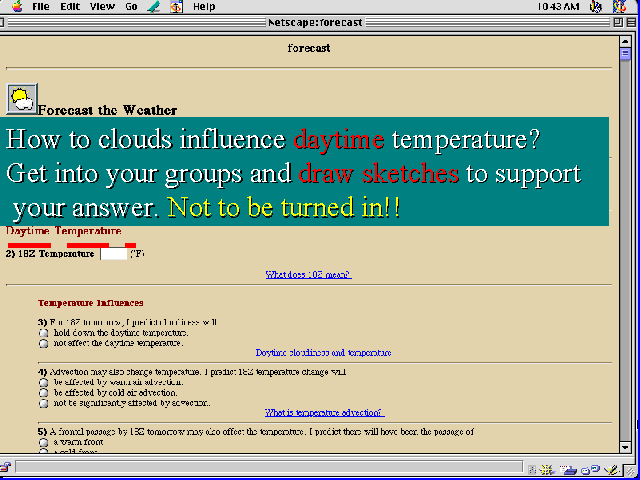 File Edit View Go Help 10:43 AM
Netscape:forecast
forecast
Forecast the Weather
How to clouds influence daytime temperature?
Get into your groups and draw sketches to support
your answer. Not to be turned in!!
Daytime Temperature
2) 18Z Temperature (°F)
What does 18Z mean?
Temperature Influences
3) For 18Z tomorrow, I predict cloudiness will
hold down the daytime temperature.
not affect the daytime temperature.
Daytime cloudiness and temperature
4) Advection may also change temperature. I predict 18Z temperature change will
be affected by warm air advection.
be affected by cold air advection.
not be significantly affected by advection.
What is temperature advection?
5) A frontal passage by 18Z tomorrow may also affect the temperature. I predict there will have been the passage of
a warm front
a cold front